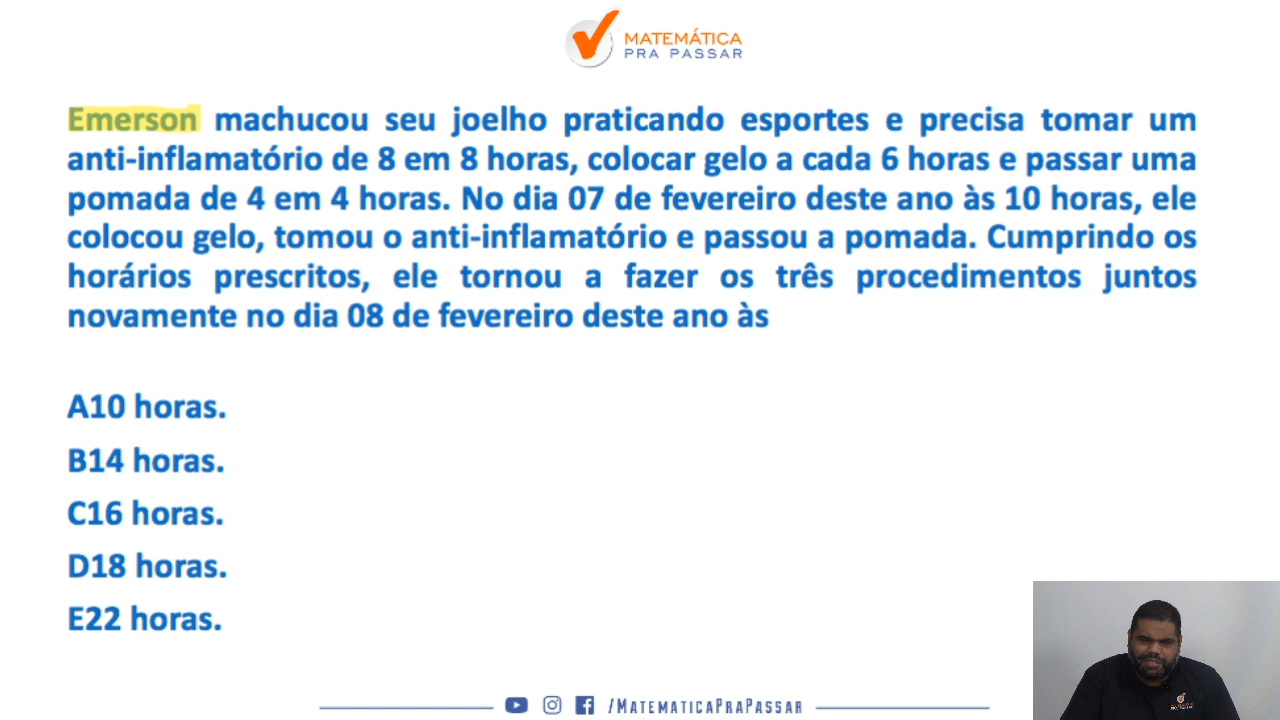 MATEMÁTICA
PRA PASSAR
Emerson machucou seu joelho praticando esportes e precisa tomar um
anti-inflamatório de 8 em 8 horas, colocar gelo a cada 6 horas e passar uma
pomada de 4 em 4 horas. No dia 07 de fevereiro deste ano às 10 horas, ele
colocou gelo, tomou o anti-inflamatório e passou a pomada. Cumprindo os
horários prescritos, ele tornou a fazer os três procedimentos juntos
novamente no dia 08 de fevereiro deste ano às
A10 horas.
B14 horas.
C16 horas.
D18 horas.
E22 horas.
/MATEMATICAPRAPASSAR